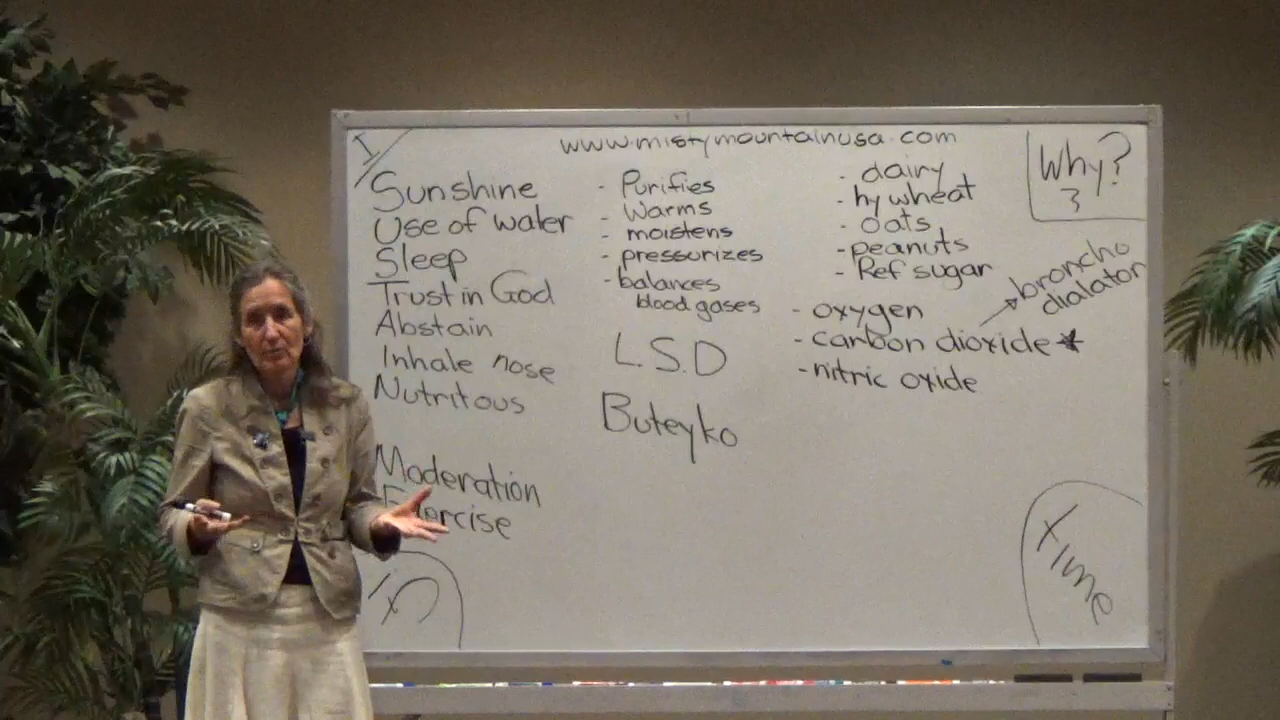 I
www.mistymountainusa.com
Why?
3
Sunshine
Use of water
Sleep
Trust in God
Abstain
Inhale nose
Nutritous
Moderation
Exercise
- Purifies
- Warms
- moistens
- pressurizes
- balances
blood gases
L.S.D
Buteyko
- dairy
- hy wheat
- oats
- peanuts
- Ref sugar
- oxygen
- carbon dioxide
- nitric oxide
broncho
dialator
in
time